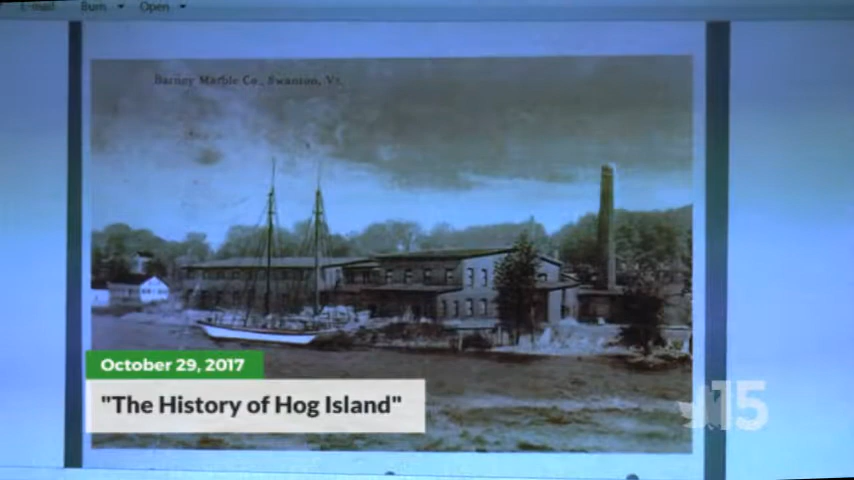 E-mail Burn Open
Barney Marble Co., Swanton, Vt.
October 29, 2017
"The History of Hog Island"
15